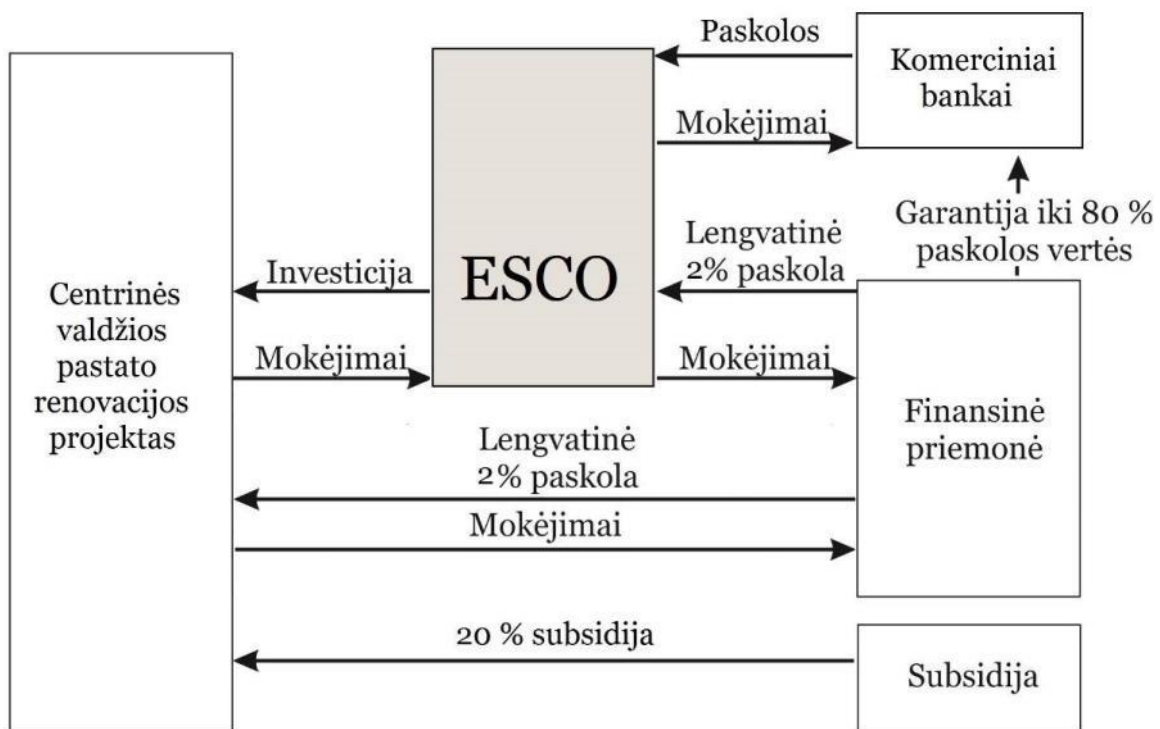 Paskolos
Komerciniai
bankai
Mokėjimai
Garantija iki 80 %
paskolos vertės
Lengvatinė
2% paskola
Investicija
ESCO
Mokėjimai
Mokėjimai
Centrinės
valdžios
pastato
renovacijos
projektas
Finansinė
priemonė
Lengvatinė
2% paskola
Mokėjimai
20 % subsidija
Subsidija